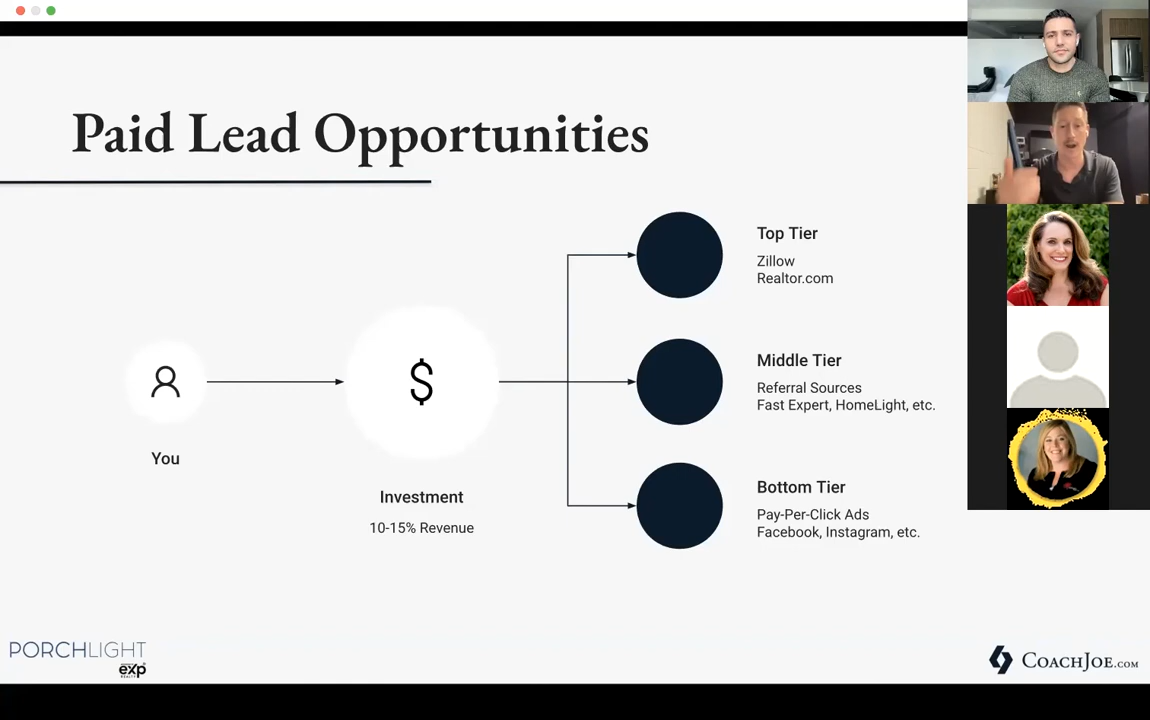 Paid Lead Opportunities
You
$
Investment
10-15% Revenue
Top Tier
Zillow
Realtor.com
Middle Tier
Referral Sources
Fast Expert, HomeLight, etc.
Bottom Tier
Pay-Per-Click Ads
Facebook, Instagram, etc.
PORCHLIGHT
exp
REALTY
COACHJOE.COM